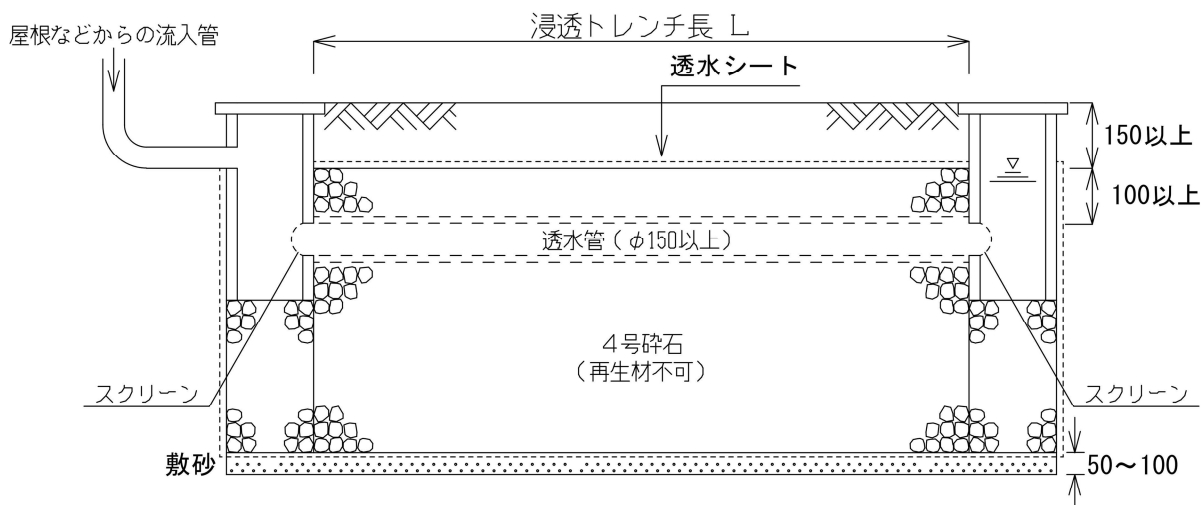 浸透トレンチ長 L
屋根などからの流入管
透水シート
150以上
100以上
透水管(φ150以上)
4号砕石
(再生材不可)
スクリーン
スクリーン
敷砂
50〜100